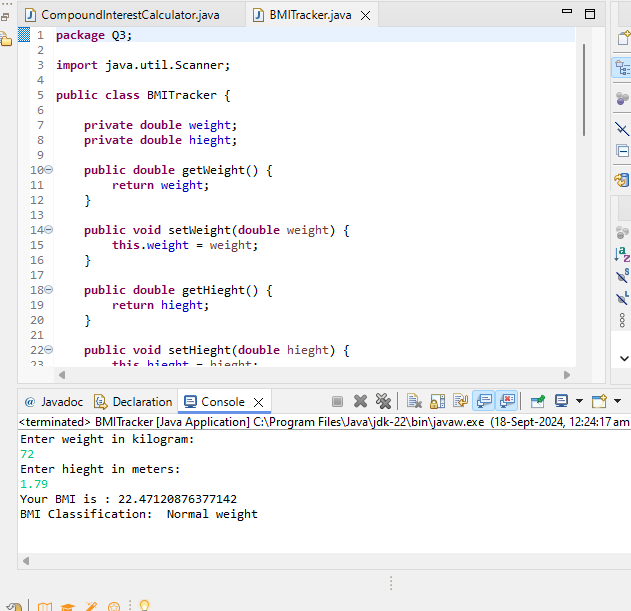 CompoundInterestCalculator.java
BMITracker.java
1 package Q3;
2
3 import java.util.Scanner;
4
5 public class BMITracker {
6
7 private double weight;
8 private double hieght;
9
10 public double getWeight() {
11 return weight;
12 }
13
14 public void setWeight(double weight) {
15 this.weight = weight;
16 }
17
18 public double getHieght() {
19 return hieght;
20 }
21
22 public void setHieght(double hieght) {
23 this.hieght = hieght;
@ Javadoc Declaration Console
<terminated> BMITracker [Java Application] C:\Program Files\Java\jdk-22\bin\javaw.exe (18-Sept-2024, 12:24:17 am
Enter weight in kilogram:
72
Enter hieght in meters:
1.79
Your BMI is : 22.47120876377142
BMI Classification:  Normal weight